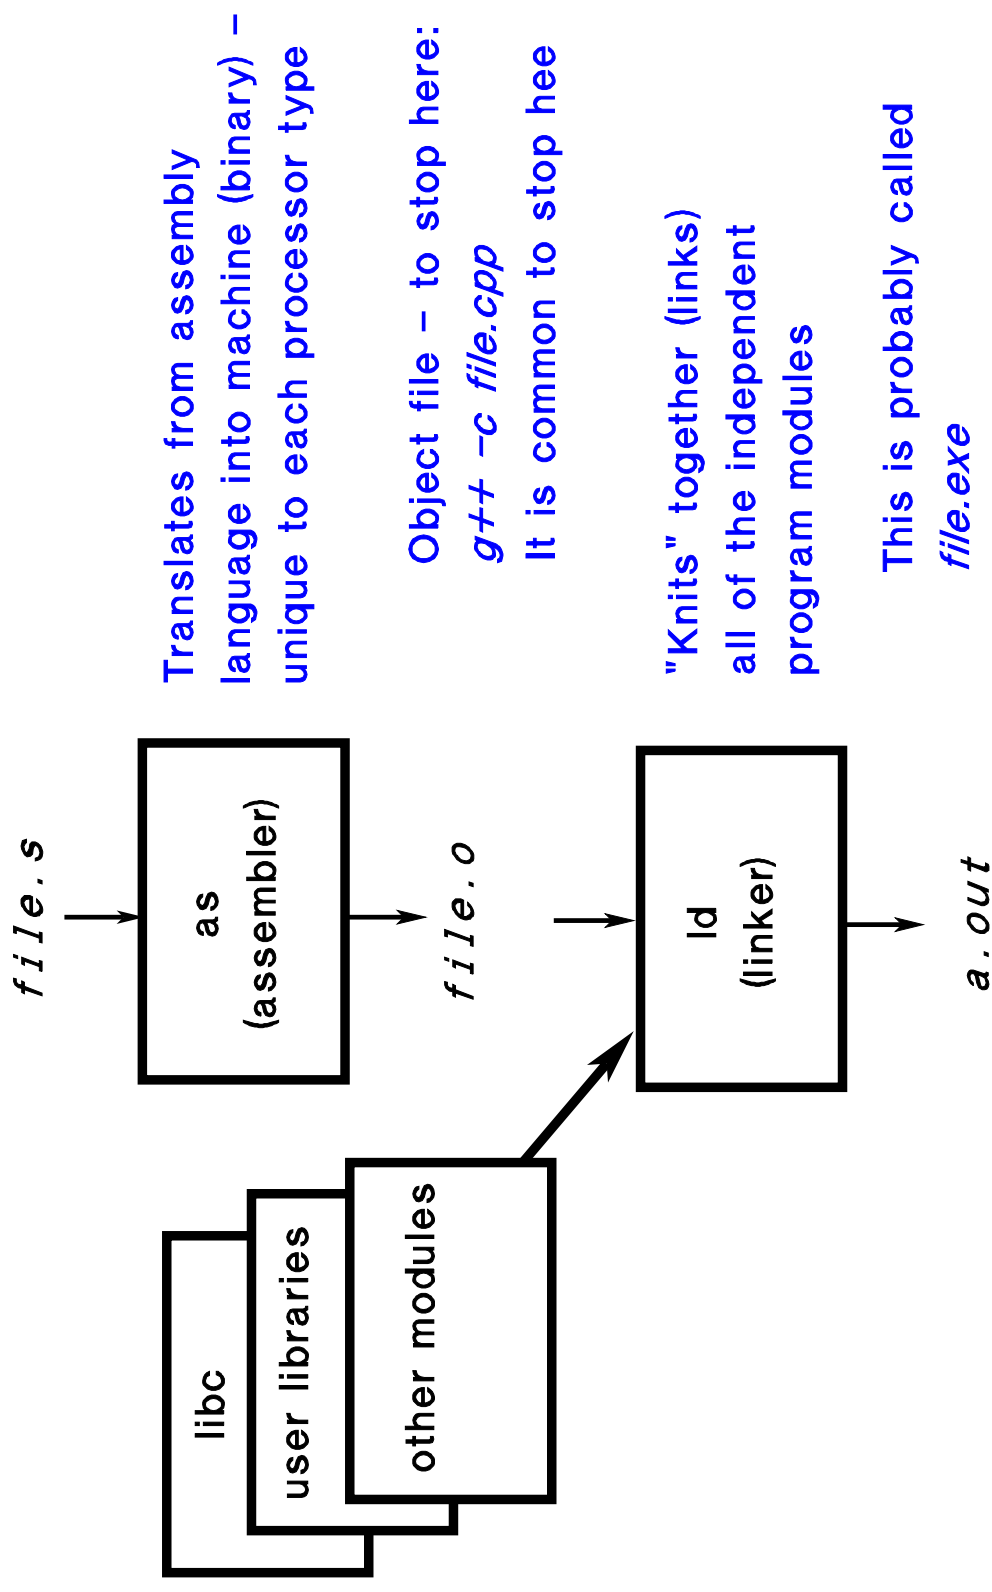 file.s
as
(assembler)
Translates from assembly
language into machine (binary) –
unique to each processor type
file.o
Object file – to stop here:
g++ –c file.cpp
It is common to stop hee
libc
user libraries
other modules
ld
(linker)
"Knits" together (links)
all of the independent
program modules
a.out
This is probably called
file.exe